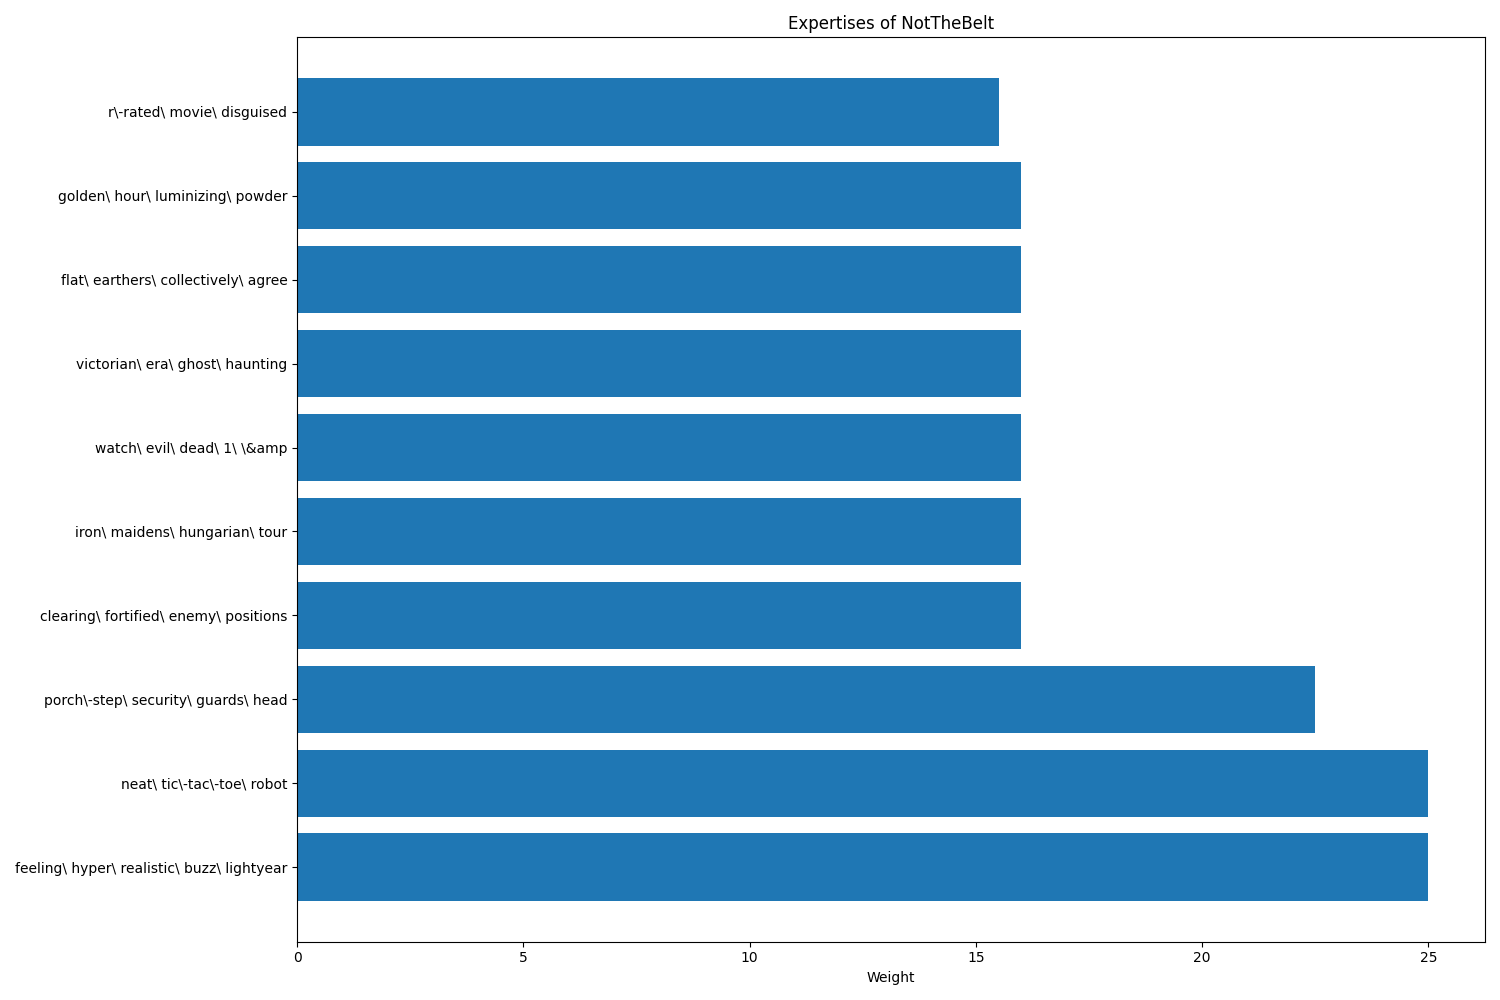 Expertises of NotTheBelt
r\-rated\ movie\ disguised
golden\ hour\ luminizing\ powder
flat\ earthers\ collectively\ agree
victorian\ era\ ghost\ haunting
watch\ evil\ dead\ 1\ \&amp
iron\ maidens\ hungarian\ tour
clearing\ fortified\ enemy\ positions
porch\-step\ security\ guards\ head
neat\ tic\-tac\-toe\ robot
feeling\ hyper\ realistic\ buzz\ lightyear
0 5 10 15 20 25
Weight